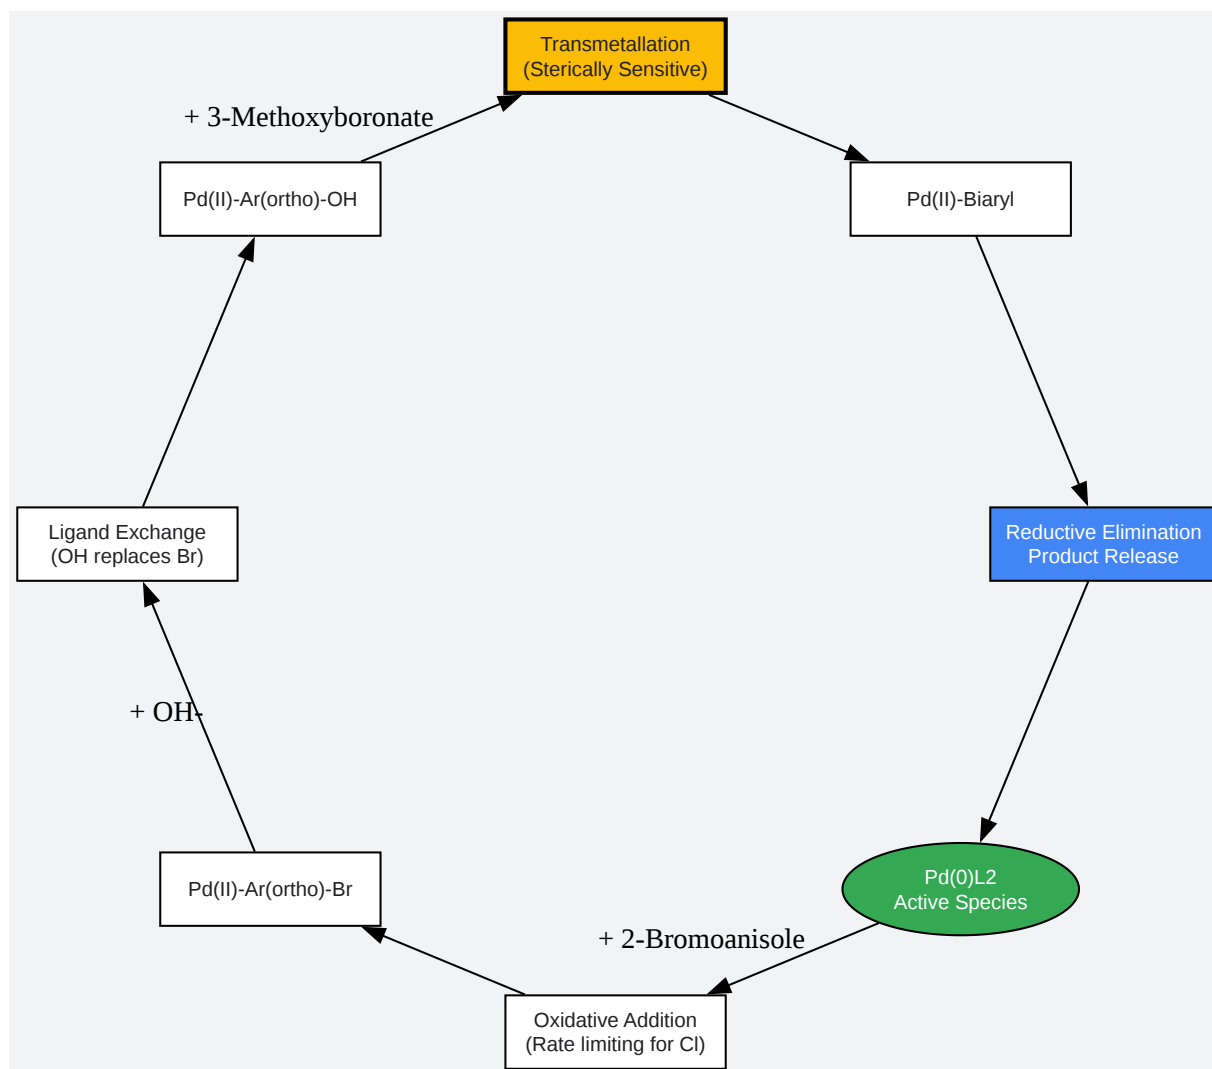 Transmetallation
(Sterically Sensitive)
+ 3-Methoxyboronate
Pd(II)-Ar(ortho)-OH
Pd(II)-Biaryl
Ligand Exchange
(OH replaces Br)
Reductive Elimination
Product Release
+ OH-
Pd(II)-Ar(ortho)-Br
Pd(0)L2
Active Species
+ 2-Bromoanisole
Oxidative Addition
(Rate limiting for Cl)